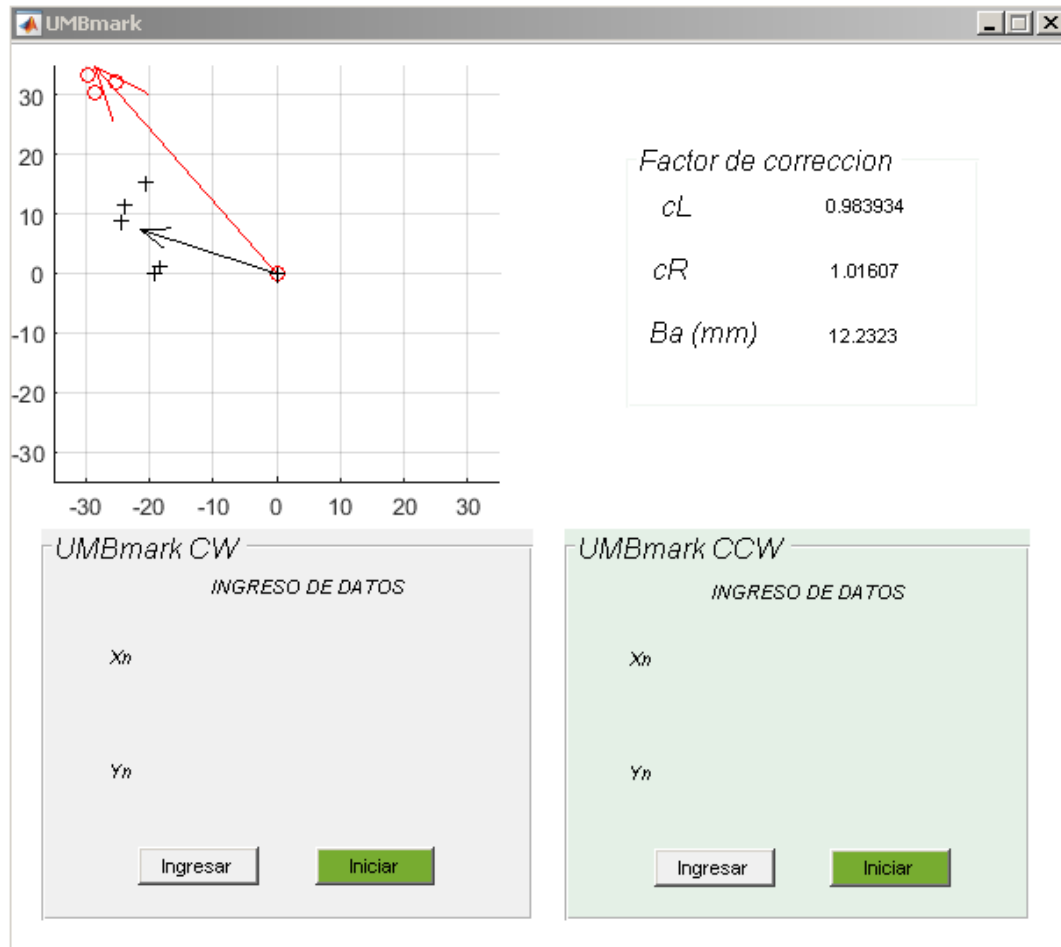 UMBmark
30
20
10
0
-10
-20
-30
-30 -20 -10 0 10 20 30
Factor de correccion
cL 0.983934
cR 1.01607
Ba (mm) 12.2323
UMBmark CW
INGRESO DE DATOS
Xn
Yn
Ingresar Iniciar
UMBmark CCW
INGRESO DE DATOS
Xn
Yn
Ingresar Iniciar